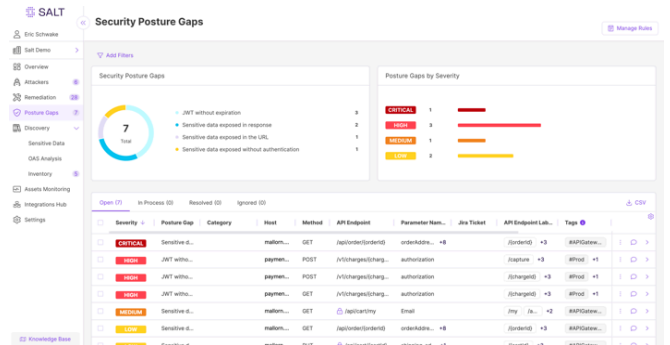 SALT
Security Posture Gaps
Manage Rules
Eric Schwake
Salt Demo
Overview
Attackers 6
Remediation 29
Posture Gaps 7
Discovery
Sensitive Data
OAS Analysis
Inventory 5
Assets Monitoring
Integrations Hub
Settings
Knowledge Base
Add Filters
Security Posture Gaps
7
Total
JWT without expiration 3
Sensitive data exposed in response 2
Sensitive data exposed in the URL 1
Sensitive data exposed without authentication 1
Posture Gaps by Severity
CRITICAL 1
HIGH 3
MEDIUM 1
LOW 2
Open (7) In Process (0) Resolved (0) Ignored (0) CSV
Severity Posture Gap Category Host Method API Endpoint Parameter Nam... Jira Ticket API Endpoint Lab... Tags
CRITICAL Sensitive d... mallorn.... GET /api/order/{orderId} orderAddre... +8 /{orderId} +3 #APIGatew...
HIGH JWT witho... paymen... POST /v1/charges/{charg... authorization /capture +3 #Prod +1
HIGH JWT witho... paymen... POST /v1/charges/{charg... authorization /{chargeId} +3 #Prod +1
HIGH JWT witho... paymen... GET /v1/charges/{charg... authorization /{chargeId} +3 #Prod +1
MEDIUM Sensitive d... mallorn.... GET /api/cart/my Email /my /a... +2 #APIGatew...
LOW Sensitive d... mallorn.... GET /api/order/{orderId} orderAddre... +8 /{orderId} +3 #APIGatew...